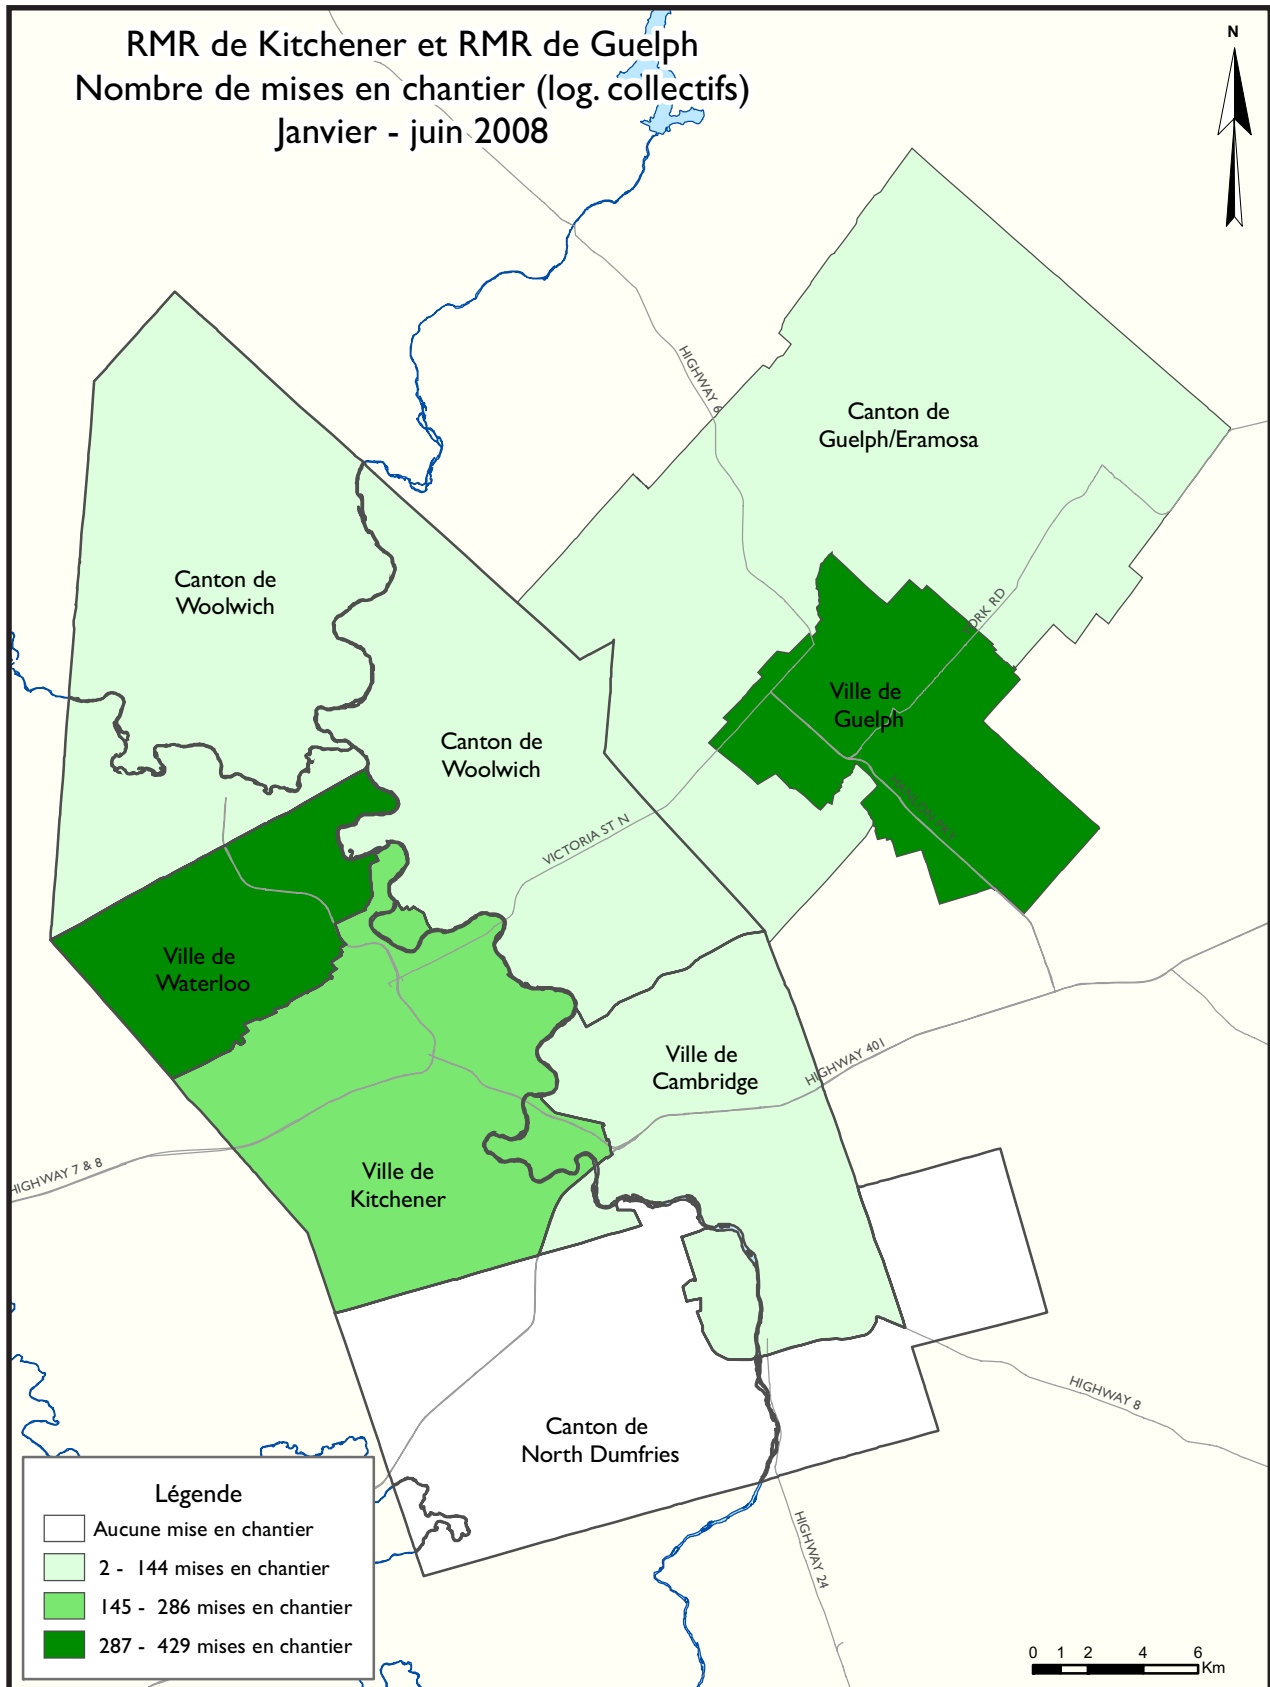 RMR de Kitchener et RMR de Guelph
Nombre de mises en chantier (log. collectifs)
Janvier - juin 2008
N
HIGHWAY 6
Canton de
Guelph/Eramosa
Canton de
Woolwich
YORK RD
Ville de
Guelph
Canton de
Woolwich
HANLON PKY
VICTORIA ST N
Ville de
Waterloo
Ville de
Cambridge
HIGHWAY 401
HIGHWAY 7 & 8
Ville de
Kitchener
HIGHWAY 8
Canton de
North Dumfries
HIGHWAY 24
Légende
Aucune mise en chantier
2 - 144 mises en chantier
145 - 286 mises en chantier
287 - 429 mises en chantier
0 1 2 4 6
Km